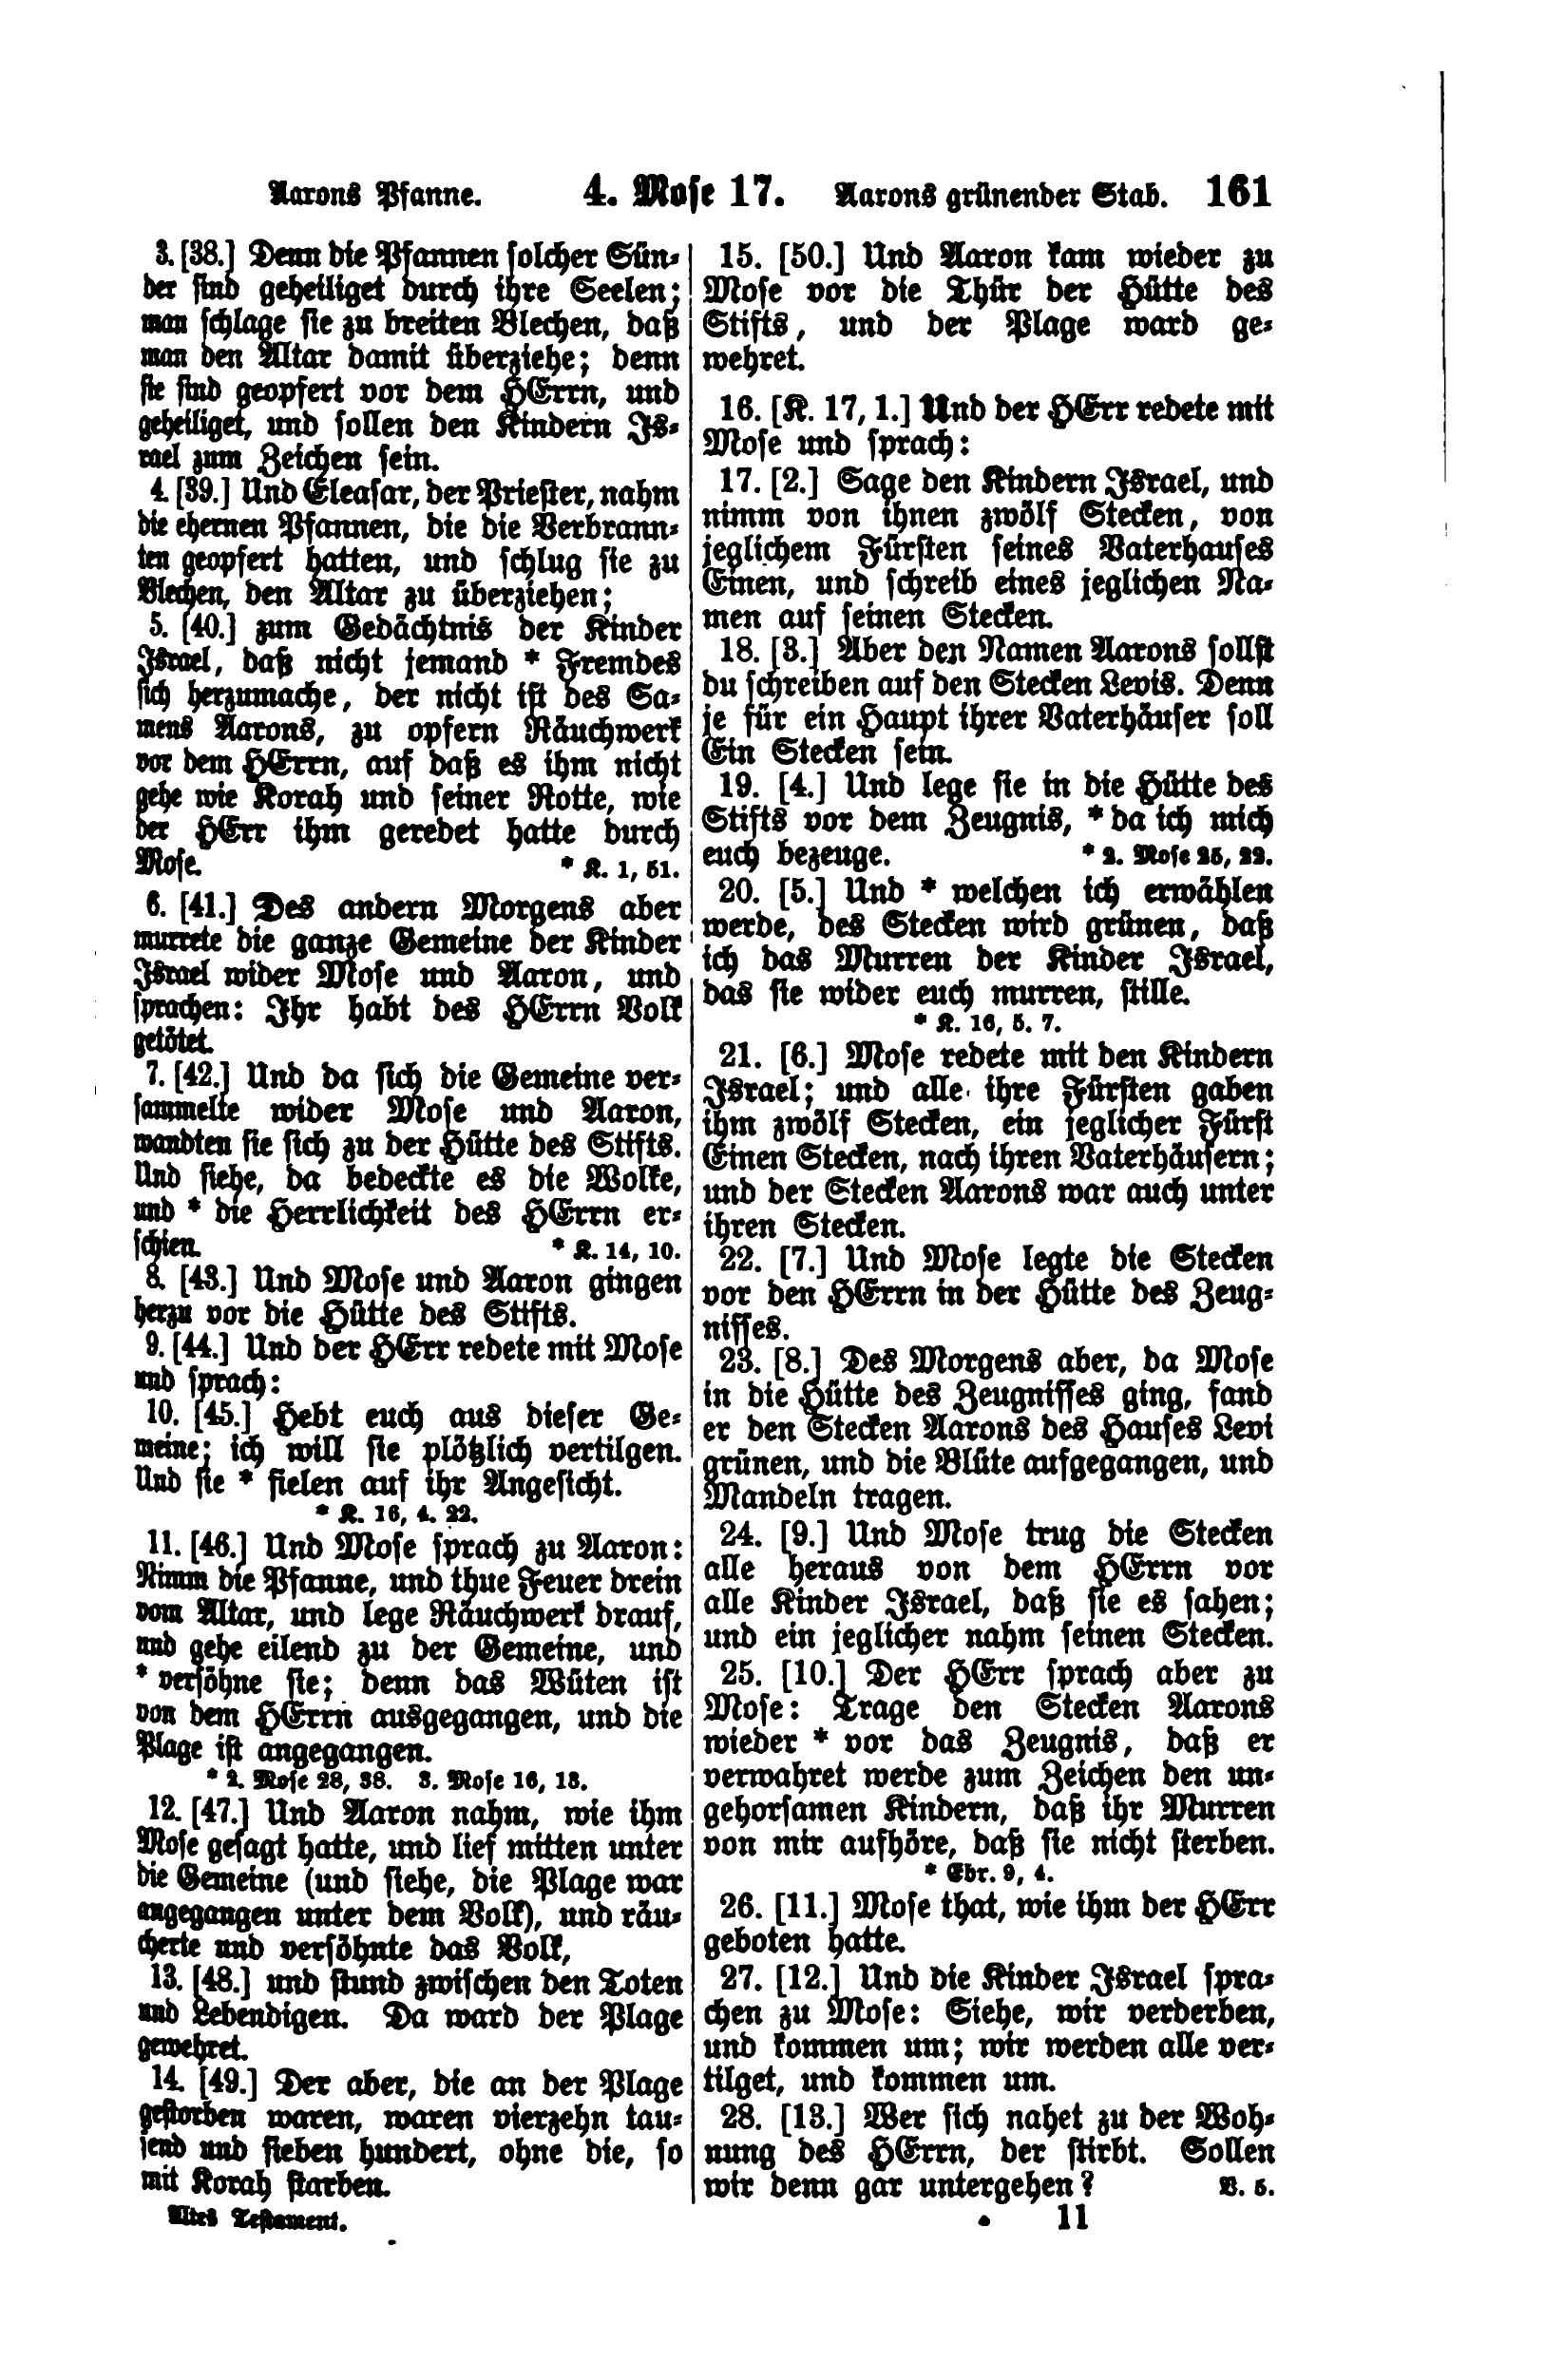 Aarons Pfanne. 4. Mose 17. Aarons grünender Stab. 161
3. [38.] Denn die Pfannen solcher Sün-
der sind geheiliget durch ihre Seelen;
man schlage sie zu breiten Blechen, daß
man den Altar damit überziehe; denn
sie sind geopfert vor dem HErrn, und
geheiliget, und sollen den Kindern Is-
rael zum Zeichen sein.
4. [39.] Und Eleasar, der Priester, nahm
die ehernen Pfannen, die die Verbrann-
ten geopfert hatten, und schlug sie zu
Blechen, den Altar zu überziehen;
5. [40.] zum Gedächtnis der Kinder
Israel, daß nicht jemand * Fremdes
sich herzumache, der nicht ist des Sa-
mens Aarons, zu opfern Räuchwerk
vor dem HErrn, auf daß es ihm nicht
gehe wie Korah und seiner Rotte, wie
der HErr ihm geredet hatte durch
Mose. * K. 1, 51.
6. [41.] Des andern Morgens aber
murrete die ganze Gemeine der Kinder
Israel wider Mose und Aaron, und
sprachen: Ihr habt des HErrn Volk
getötet.
7. [42.] Und da sich die Gemeine ver-
sammelte wider Mose und Aaron,
wandten sie sich zu der Hütte des Stifts.
Und siehe, da bedeckte es die Wolke,
und * die Herrlichkeit des HErrn er-
schien. * K. 14, 10.
8. [43.] Und Mose und Aaron gingen
herzu vor die Hütte des Stifts.
9. [44.] Und der HErr redete mit Mose
und sprach:
10. [45.] Hebt euch aus dieser Ge-
meine; ich will sie plötzlich vertilgen.
Und sie * fielen auf ihr Angesicht.
* K. 16, 4. 22.
11. [46.] Und Mose sprach zu Aaron:
Nimm die Pfanne, und thue Feuer drein
vom Altar, und lege Räuchwerk drauf,
und gehe eilend zu der Gemeine, und
* versöhne sie; denn das Wüten ist
von dem HErrn ausgegangen, und die
Plage ist angegangen.
* 2. Mose 28, 38. 3. Mose 16, 13.
12. [47.] Und Aaron nahm, wie ihm
Mose gesagt hatte, und lief mitten unter
die Gemeine (und siehe, die Plage war
angegangen unter dem Volk), und räu-
cherte und versöhnte das Volk,
13. [48.] und stund zwischen den Toten
und Lebendigen. Da ward der Plage
gewehret.
14. [49.] Der aber, die an der Plage
gestorben waren, waren vierzehn tau-
send und sieben hundert, ohne die, so
mit Korah starben.
Altes Testament.
15. [50.] Und Aaron kam wieder zu
Mose vor die Thür der Hütte des
Stifts, und der Plage ward ge-
wehret.
16. [K. 17, 1.] Und der HErr redete mit
Mose und sprach:
17. [2.] Sage den Kindern Israel, und
nimm von ihnen zwölf Stecken, von
jeglichem Fürsten seines Vaterhauses
Einen, und schreib eines jeglichen Na-
men auf seinen Stecken.
18. [3.] Aber den Namen Aarons sollst
du schreiben auf den Stecken Levis. Denn
je für ein Haupt ihrer Vaterhäuser soll
Ein Stecken sein.
19. [4.] Und lege sie in die Hütte des
Stifts vor dem Zeugnis, * da ich mich
euch bezeuge. * 2. Mose 25, 22.
20. [5.] Und * welchen ich erwählen
werde, des Stecken wird grünen, daß
ich das Murren der Kinder Israel,
das sie wider euch murren, stille.
* K. 16, 5. 7.
21. [6.] Mose redete mit den Kindern
Israel; und alle ihre Fürsten gaben
ihm zwölf Stecken, ein jeglicher Fürst
Einen Stecken, nach ihren Vaterhäusern;
und der Stecken Aarons war auch unter
ihren Stecken.
22. [7.] Und Mose legte die Stecken
vor den HErrn in der Hütte des Zeug-
nisses.
23. [8.] Des Morgens aber, da Mose
in die Hütte des Zeugnisses ging, fand
er den Stecken Aarons des Hauses Levi
grünen, und die Blüte aufgegangen, und
Mandeln tragen.
24. [9.] Und Mose trug die Stecken
alle heraus von dem HErrn vor
alle Kinder Israel, daß sie es sahen;
und ein jeglicher nahm seinen Stecken.
25. [10.] Der HErr sprach aber zu
Mose: Trage den Stecken Aarons
wieder * vor das Zeugnis, daß er
verwahret werde zum Zeichen den un-
gehorsamen Kindern, daß ihr Murren
von mir aufhöre, daß sie nicht sterben.
* Ebr. 9, 4.
26. [11.] Mose that, wie ihm der HErr
geboten hatte.
27. [12.] Und die Kinder Israel spra-
chen zu Mose: Siehe, wir verderben,
und kommen um; wir werden alle ver-
tilget, und kommen um.
28. [13.] Wer sich nahet zu der Woh-
nung des HErrn, der stirbt. Sollen
wir denn gar untergehen? V. 5.
11